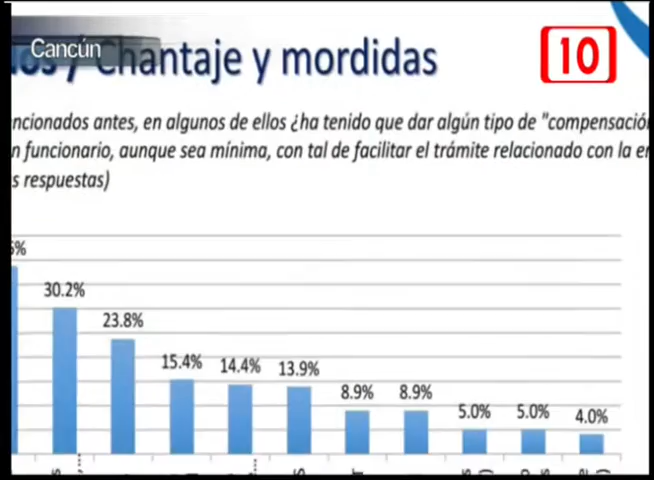 Cancún
/ Chantaje y mordidas
10
ncionados antes, en algunos de ellos ¿ha tenido que dar algún tipo de "compensació
n funcionario, aunque sea mínima, con tal de facilitar el trámite relacionado con la e
s respuestas)
6%
30.2%
23.8%
15.4%
14.4%
13.9%
8.9%
8.9%
5.0%
5.0%
4.0%